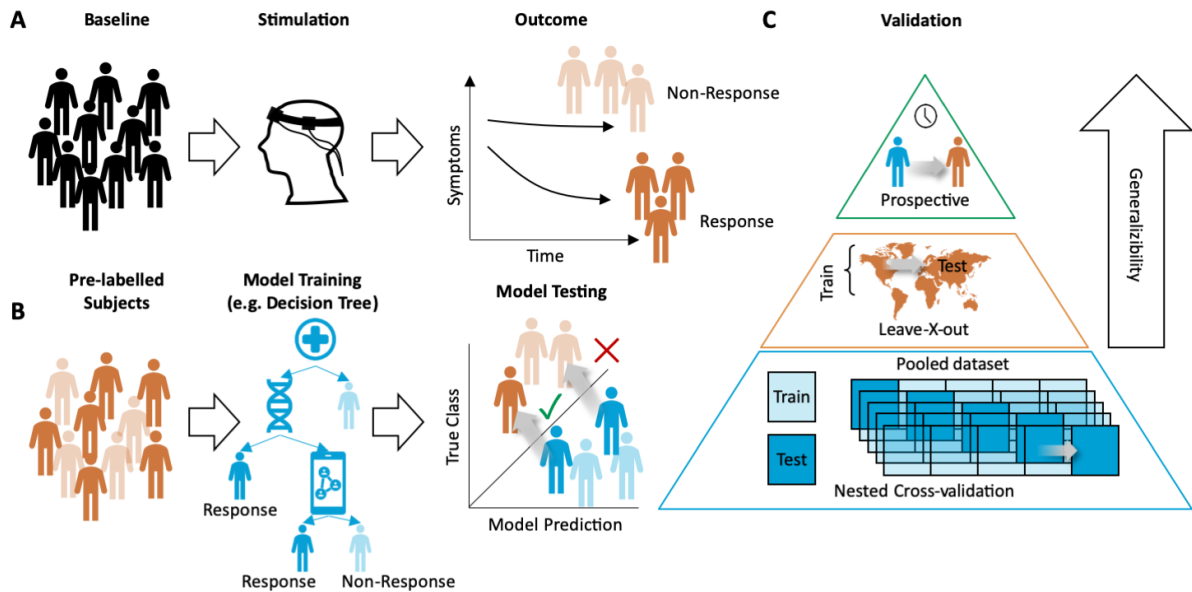 A
Baseline
Stimulation
Outcome
Symptoms
Non-Response
Response
Time
B
Pre-labelled
Subjects
Model Training
(e.g. Decision Tree)
Response
Response
Non-Response
Model Testing
True Class
Model Prediction
C
Validation
Prospective
Train
Test
Leave-X-out
Pooled dataset
Train
Test
Nested Cross-validation
Generalizibility